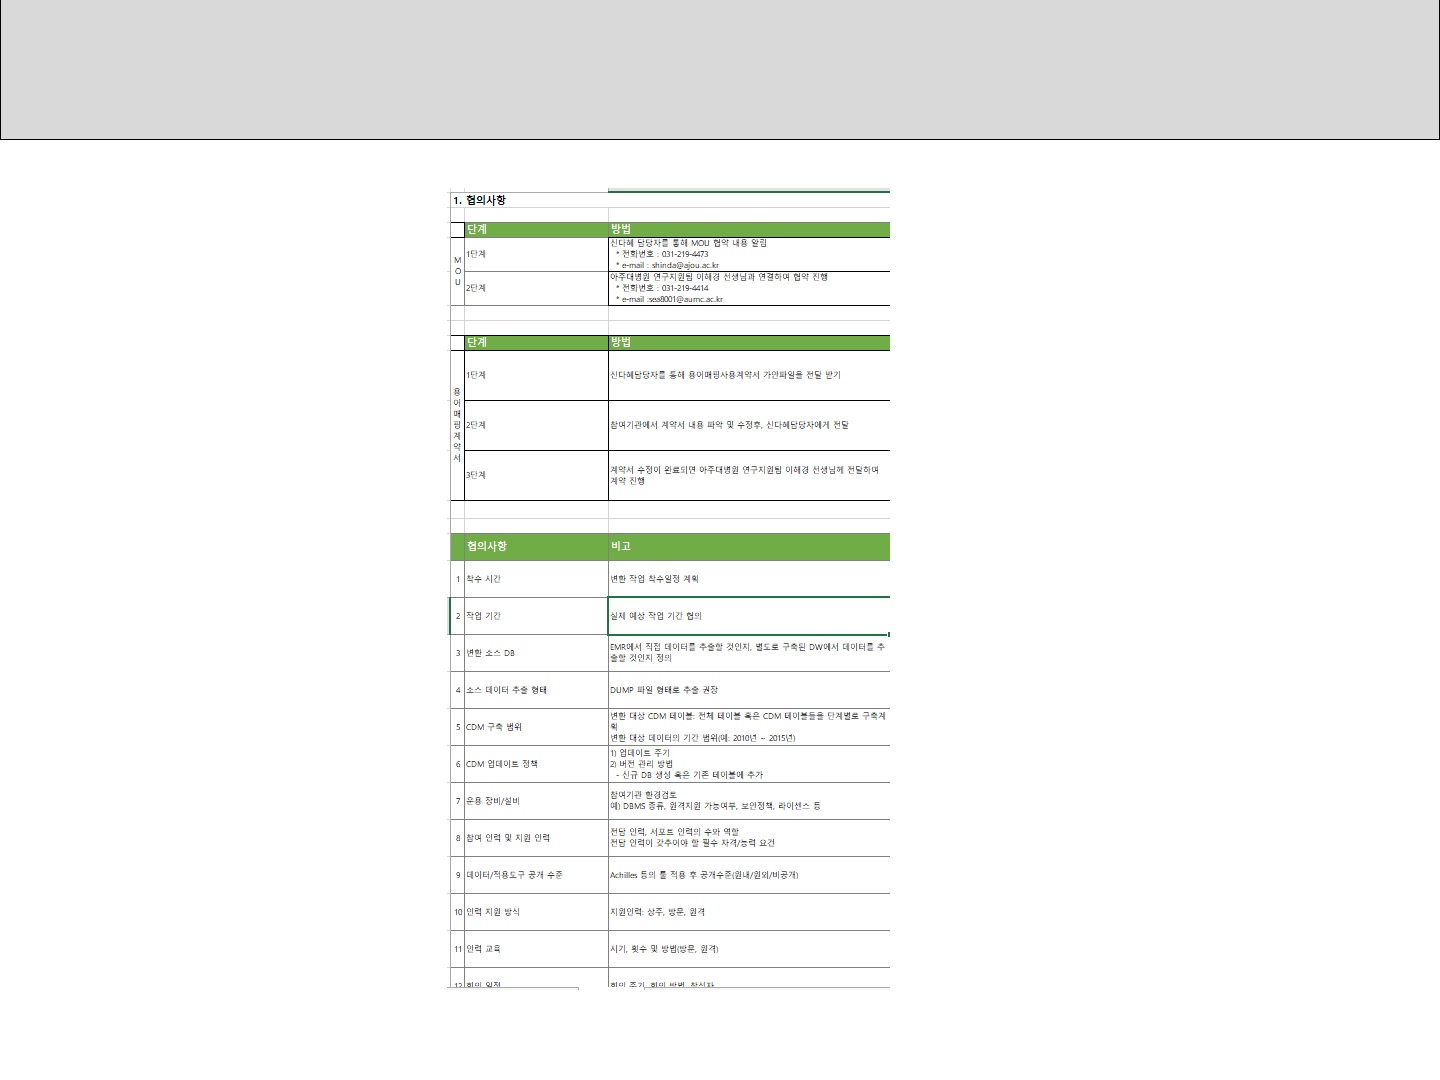 1. 협의사항
단계 방법
MOU
1단계
신다혜 담당자를 통해 MOU 협약 내용 알림
* 전화번호 : 031-219-4473
* e-mail : shinda@ajou.ac.kr
2단계
아주대병원 연구지원팀 이해경 선생님과 연결하여 협약 진행
* 전화번호 : 031-219-4414
* e-mail :sea8001@aumc.ac.kr
단계 방법
용어매핑계약서
1단계 신다혜담당자를 통해 용어매핑사용계약서 가안파일을 전달 받기
2단계 참여기관에서 계약서 내용 파악 및 수정후, 신다혜담당자에게 전달
3단계 계약서 수정이 완료되면 아주대병원 연구지원팀 이해경 선생님께 전달하여
계약 진행
협의사항 비고
1 착수 시간 변환 작업 착수일정 계획
2 작업 기간 실제 예상 작업 기간 협의
3 변환 소스 DB EMR에서 직접 데이터를 추출할 것인지, 별도로 구축된 DW에서 데이터를 추
출할 것인지 정의
4 소스 데이터 추출 형태 DUMP 파일 형태로 추출 권장
5 CDM 구축 범위 변환 대상 CDM 테이블: 전체 테이블 혹은 CDM 테이블들을 단계별로 구축계
획
변환 대상 데이터의 기간 범위(예: 2010년 ~ 2015년)
6 CDM 업데이트 정책 1) 업데이트 주기
2) 버전 관리 방법
- 신규 DB 생성 혹은 기존 테이블에 추가
7 운용 장비/설비 참여기관 환경검토
예) DBMS 종류, 원격지원 가능여부, 보안정책, 라이센스 등
8 참여 인력 및 지원 인력 전담 인력, 서포트 인력의 수와 역할
전담 인력이 갖추어야 할 필수 자격/능력 요건
9 데이터/적용도구 공개 수준 Achilles 등의 툴 적용 후 공개수준(원내/원외/비공개)
10 인력 지원 방식 지원인력: 상주, 방문, 원격
11 인력 교육 시기, 횟수 및 방법(방문, 원격)
12 회의 일정 회의 주기, 회의 방법, 참석자